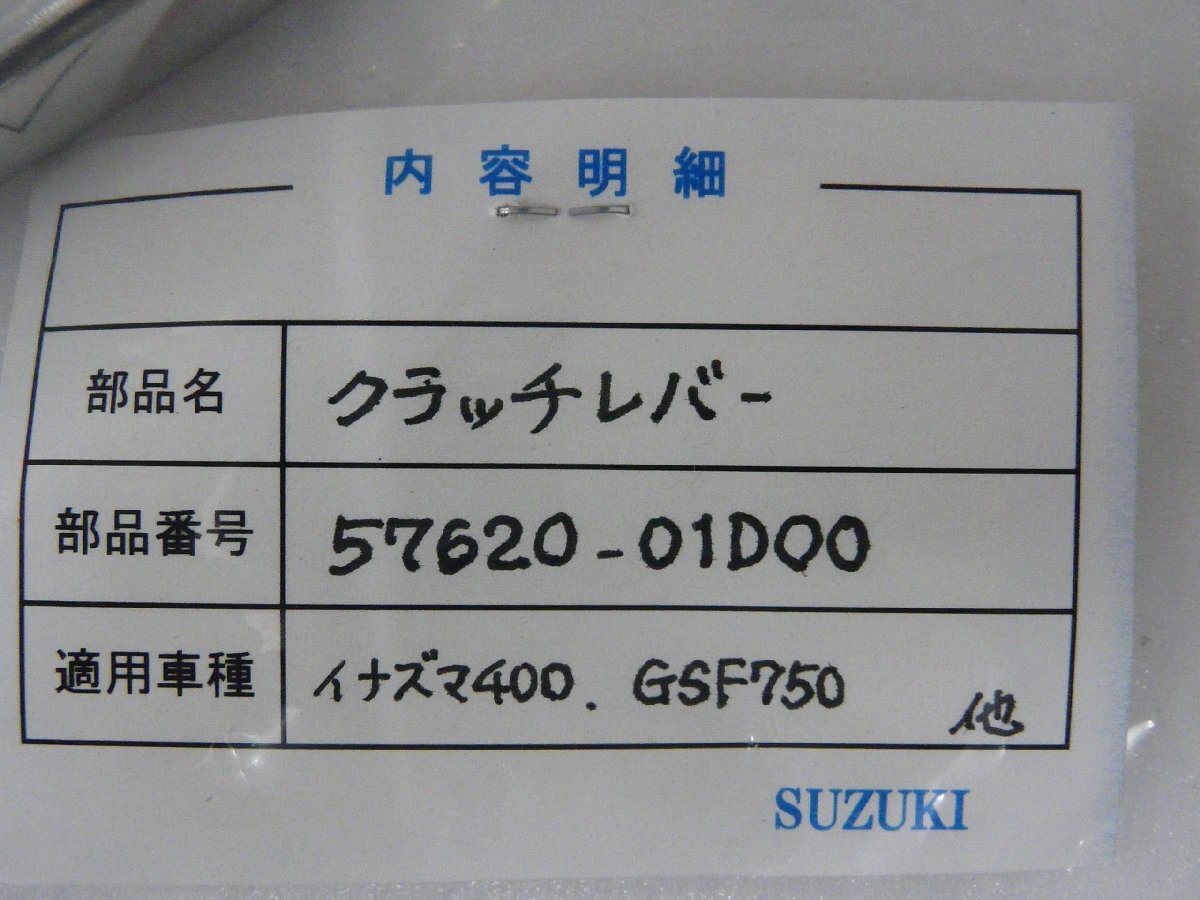 内容明細
部品名 クラッチレバー
部品番号 57620-01D00
適用車種 イナズマ400. GSF750 他
SUZUKI